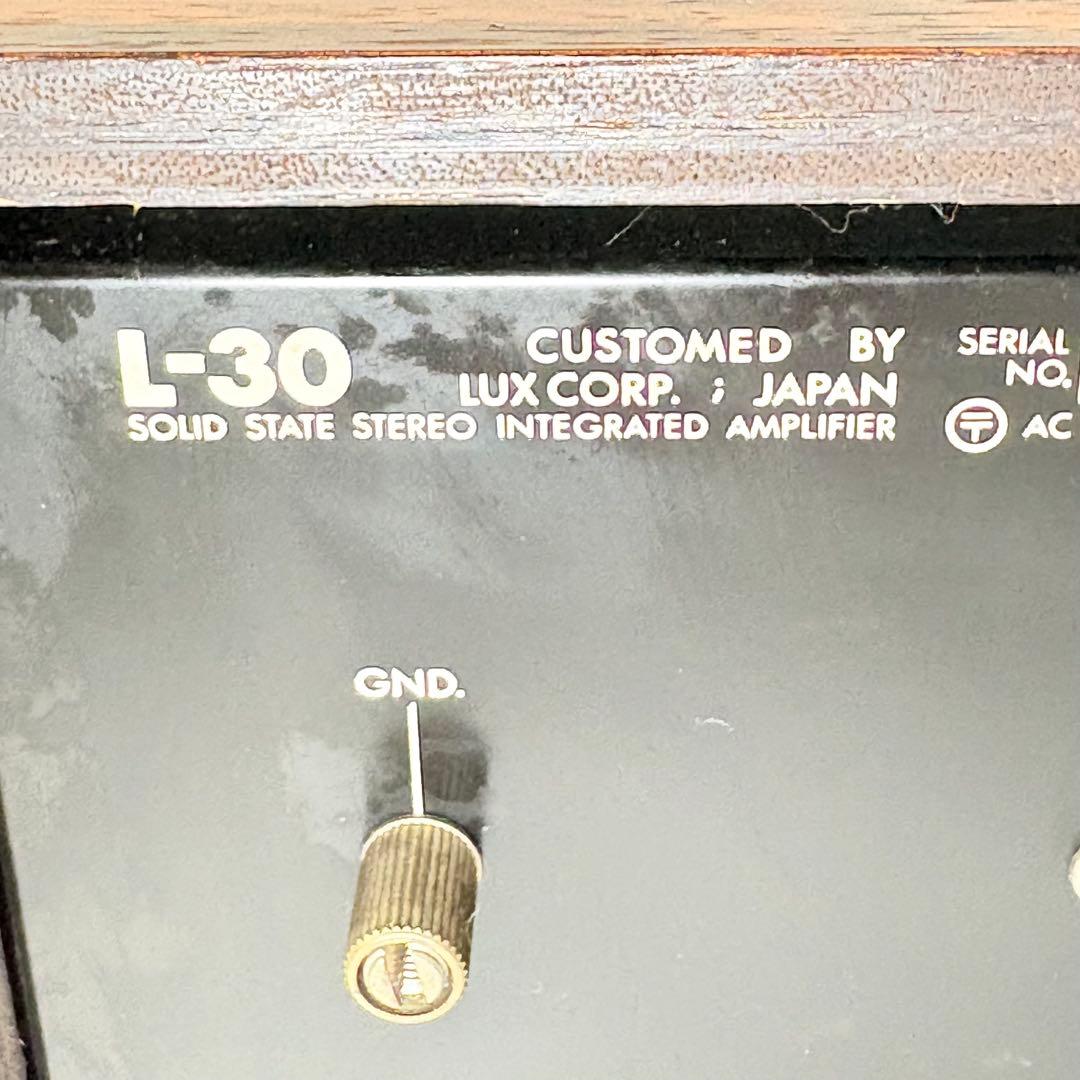 L-30
CUSTOMED BY
LUX CORP. ; JAPAN
SOLID STATE STEREO INTEGRATED AMPLIFIER
SERIAL
NO.
〶 AC
GND.